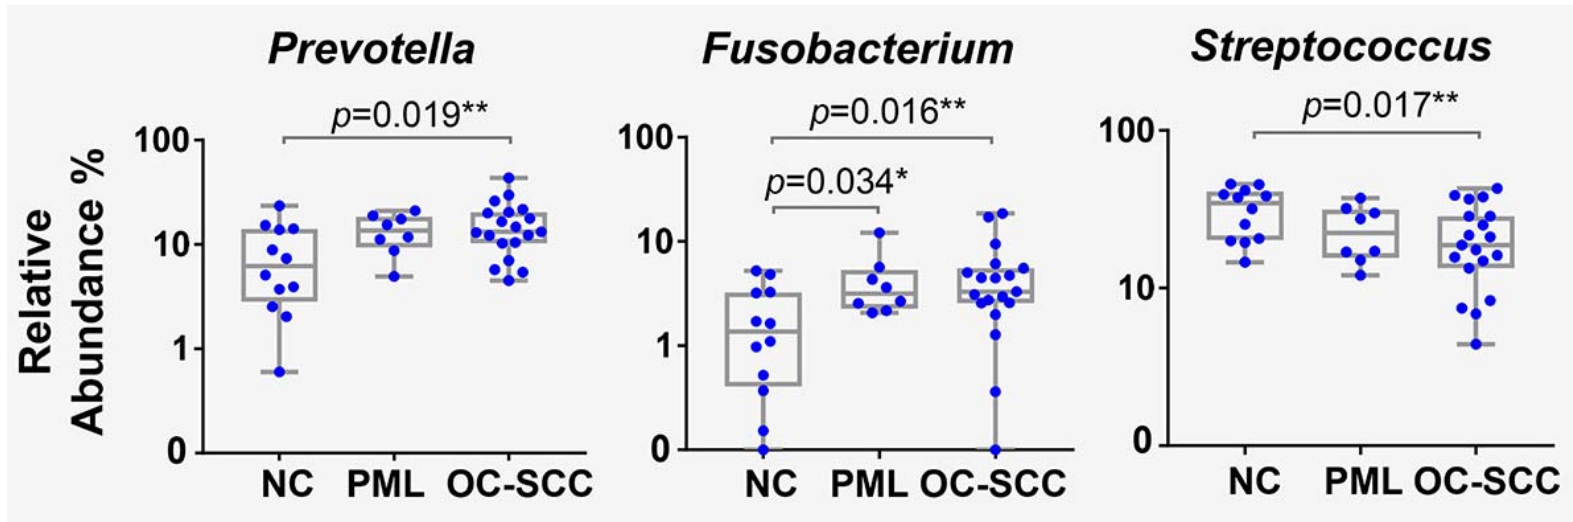 Prevotella
Fusobacterium
Streptococcus
p=0.019**
p=0.016**
p=0.034*
p=0.017**
Relative
Abundance %
100
10
1
0
NC PML OC-SCC
100
10
1
0
NC PML OC-SCC
100
10
0
NC PML OC-SCC